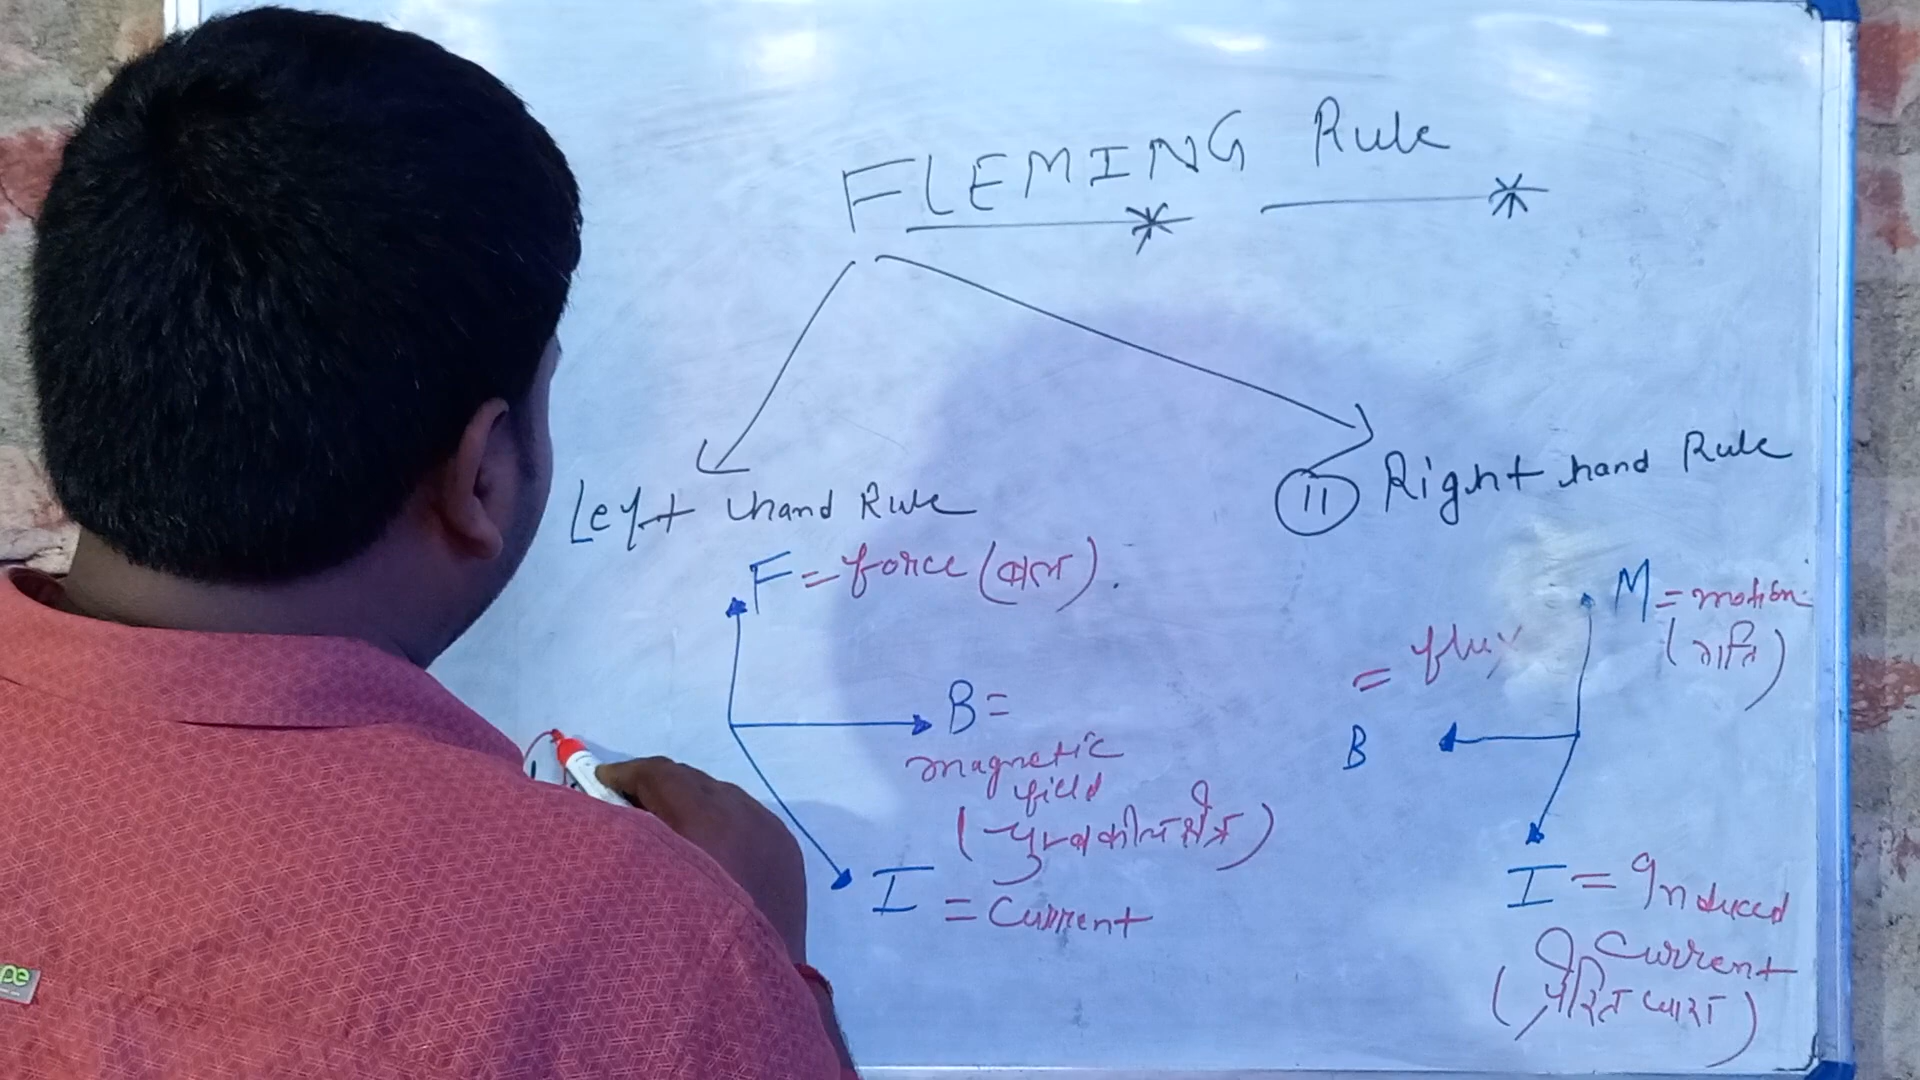 FLEMING Rule
Left hand Rule
F = force (बल).
B =
magnetic
field
(चुम्बकीय क्षेत्र)
I = Current
II Right hand Rule
M = motion
(गति)
= flux
B
I = Induced
Current
(प्रेरित धारा)